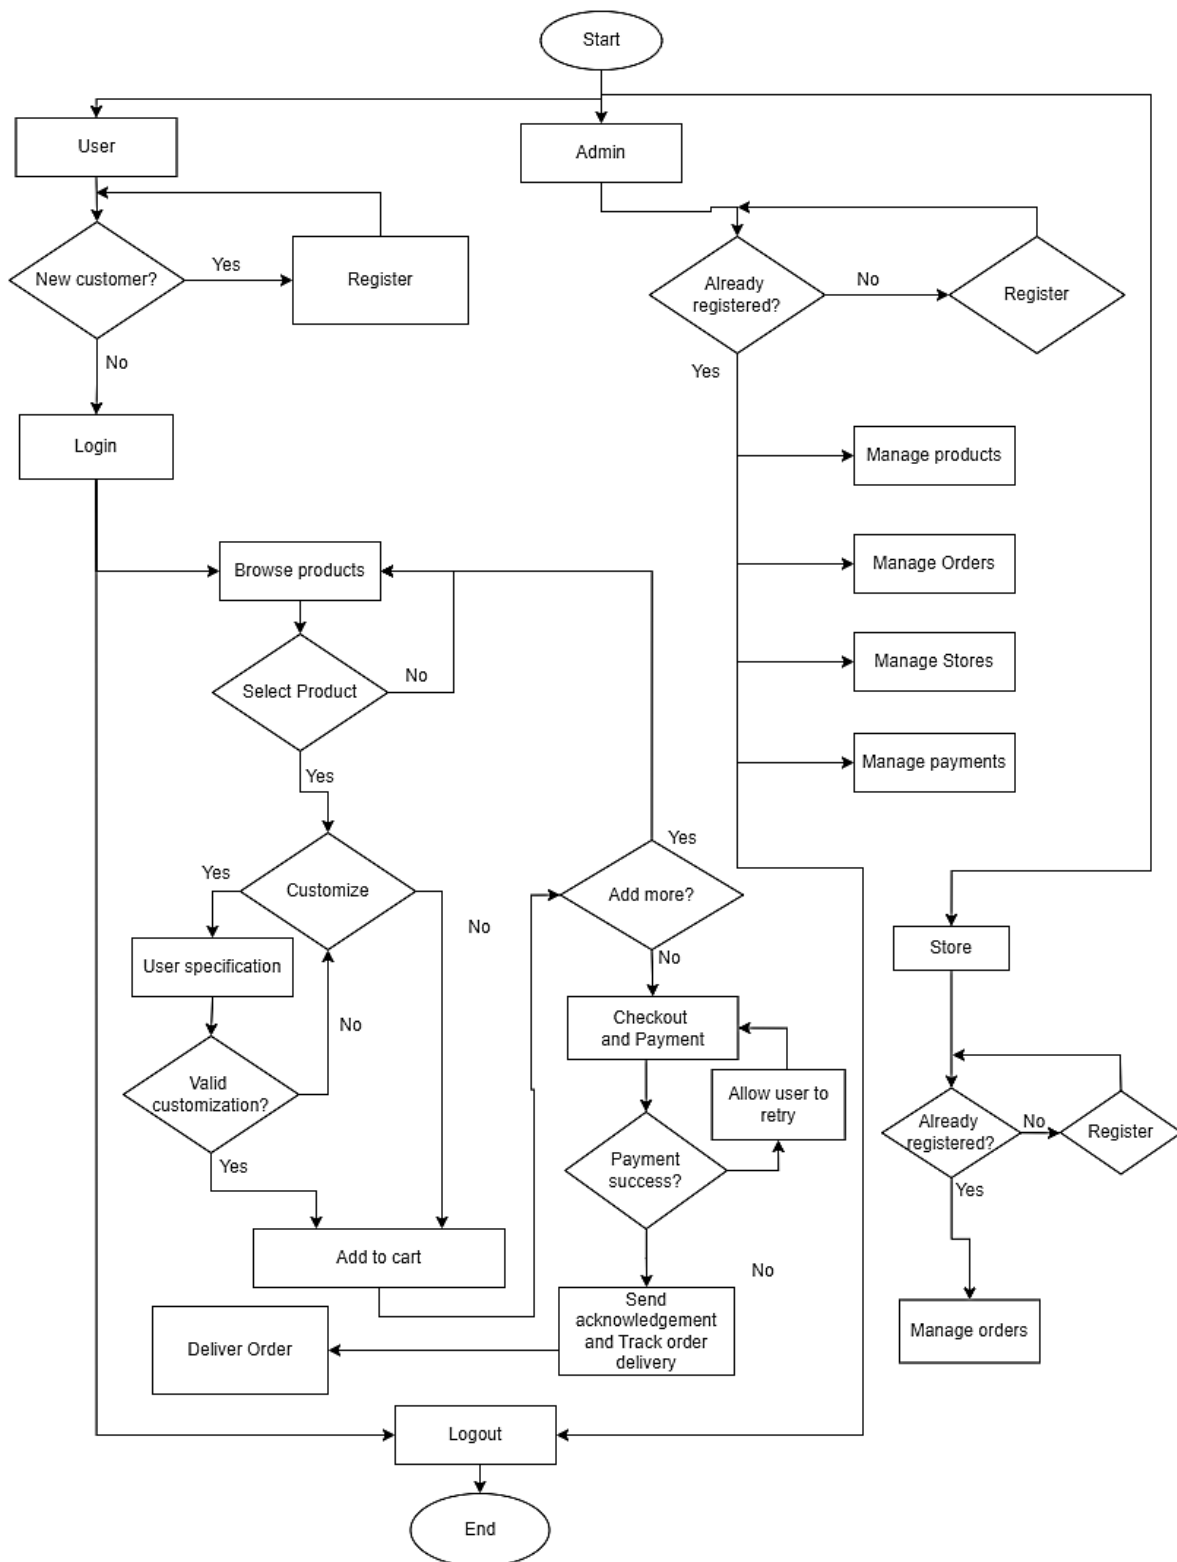 Start
User
Admin
New customer?
Yes
Register
Already
registered?
No
Register
No
Yes
Login
Manage products
Browse products
Manage Orders
Select Product
No
Manage Stores
Manage payments
Yes
Yes
Customize
Yes
Add more?
No
Store
User specification
No
No
Checkout
and Payment
Valid
customization?
Allow user to
retry
Already
registered?
No
Register
Yes
Payment
success?
Yes
Add to cart
No
Send
acknowledgement
and Track order
delivery
Deliver Order
Manage orders
Logout
End